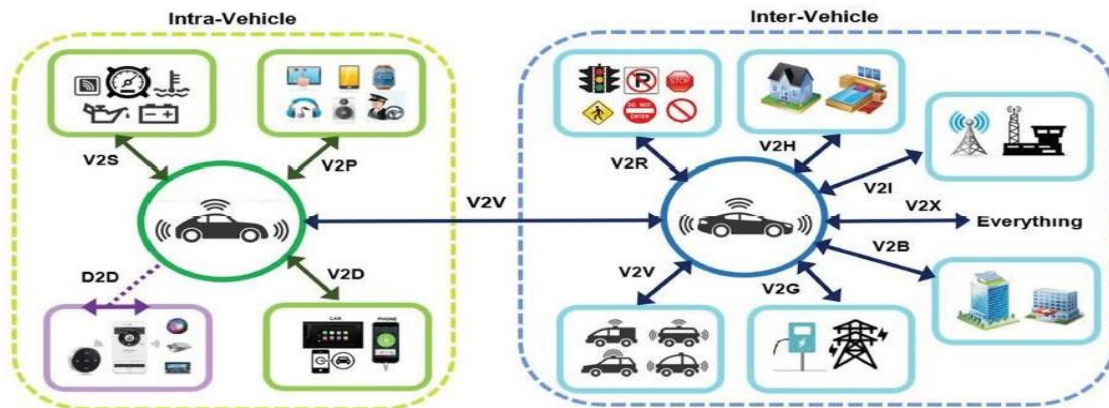 Intra-Vehicle
Inter-Vehicle
V2S
V2P
V2R
V2H
V2I
V2V
V2X
Everything
D2D
V2D
V2V
V2G
V2B
CAR
PHONE
STOP
DO NOT
ENTER
P